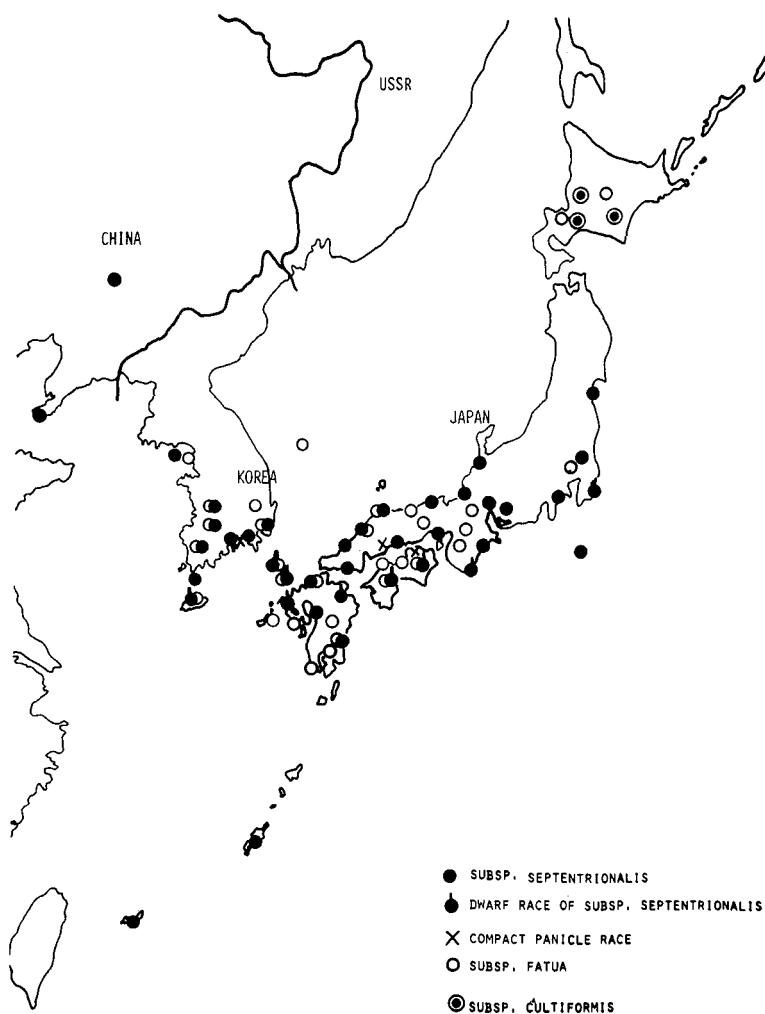 USSR
CHINA
JAPAN
KOREA
SUBSP. SEPTENTRIONALIS
DWARF RACE OF SUBSP. SEPTENTRIONALIS
COMPACT PANICLE RACE
SUBSP. FATUA
SUBSP. CULTIFORMIS